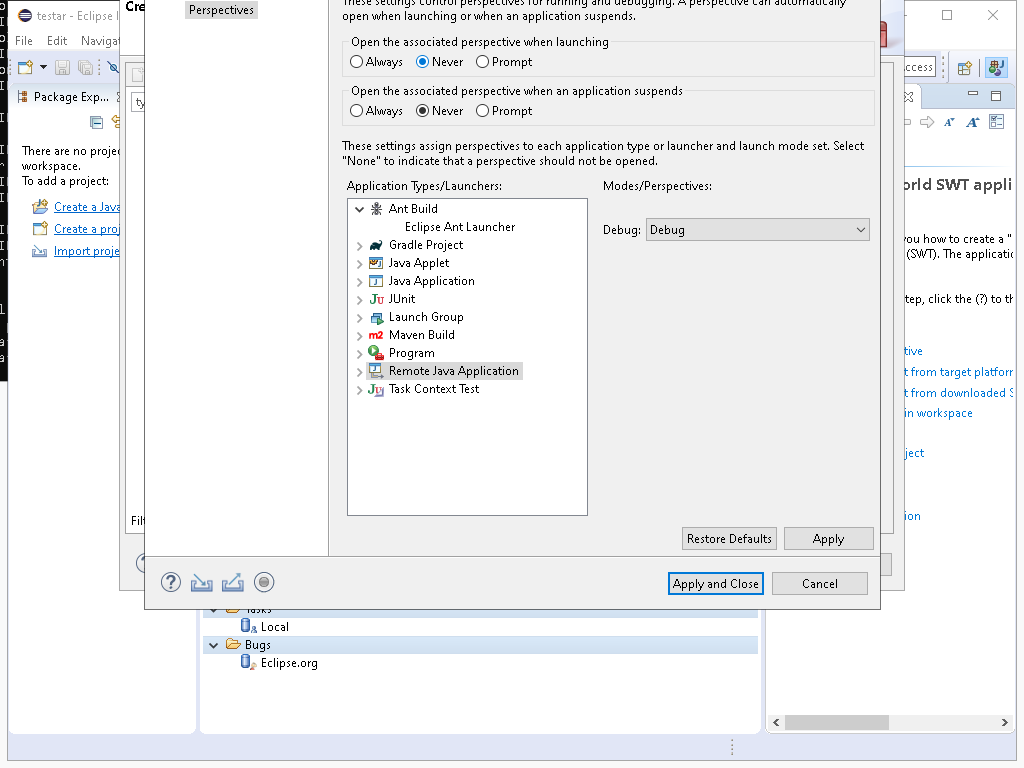 testar - Eclipse I
File Edit Navigat
Package Exp...
There are no proje
workspace.
To add a project:
Create a Java
Create a proj
Import proje
Cre
ty
Filt
Perspectives
These settings control perspectives for running and debugging. A perspective can automatically
open when launching or when an application suspends.
Open the associated perspective when launching
Always Never Prompt
Open the associated perspective when an application suspends
Always Never Prompt
These settings assign perspectives to each application type or launcher and launch mode set. Select
"None" to indicate that a perspective should not be opened.
Application Types/Launchers:
Modes/Perspectives:
Ant Build
Eclipse Ant Launcher
Gradle Project
Java Applet
Java Application
JUnit
Launch Group
Maven Build
Program
Remote Java Application
Task Context Test
Debug: Debug
Restore Defaults Apply
Apply and Close Cancel
Tasks
Local
Bugs
Eclipse.org
ccess
orld SWT appli
you how to create a "
(SWT). The applicati
tep, click the (?) to th
tive
t from target platforr
t from downloaded S
in workspace
ject
ion